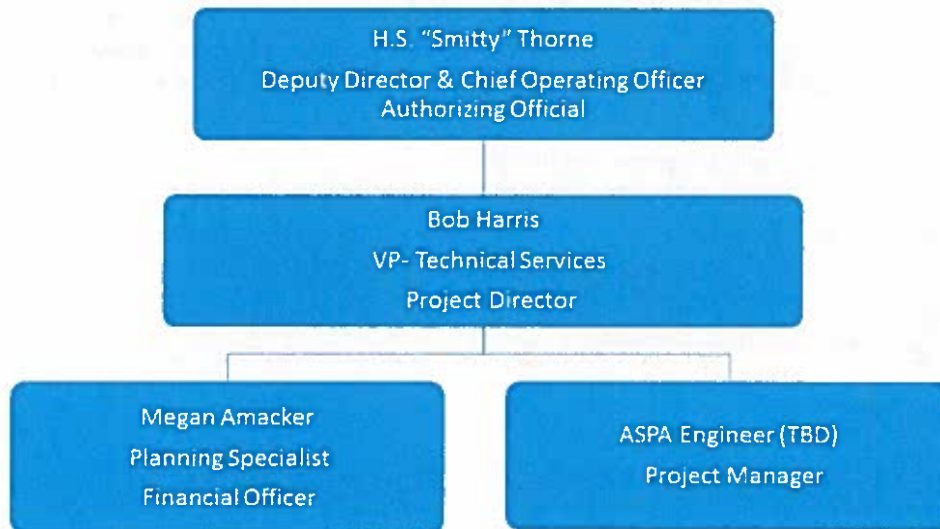 H.S. "Smitty" Thorne
Deputy Director & Chief Operating Officer
Authorizing Official
Bob Harris
VP- Technical Services
Project Director
Megan Amacker
Planning Specialist
Financial Officer
ASPA Engineer (TBD)
Project Manager